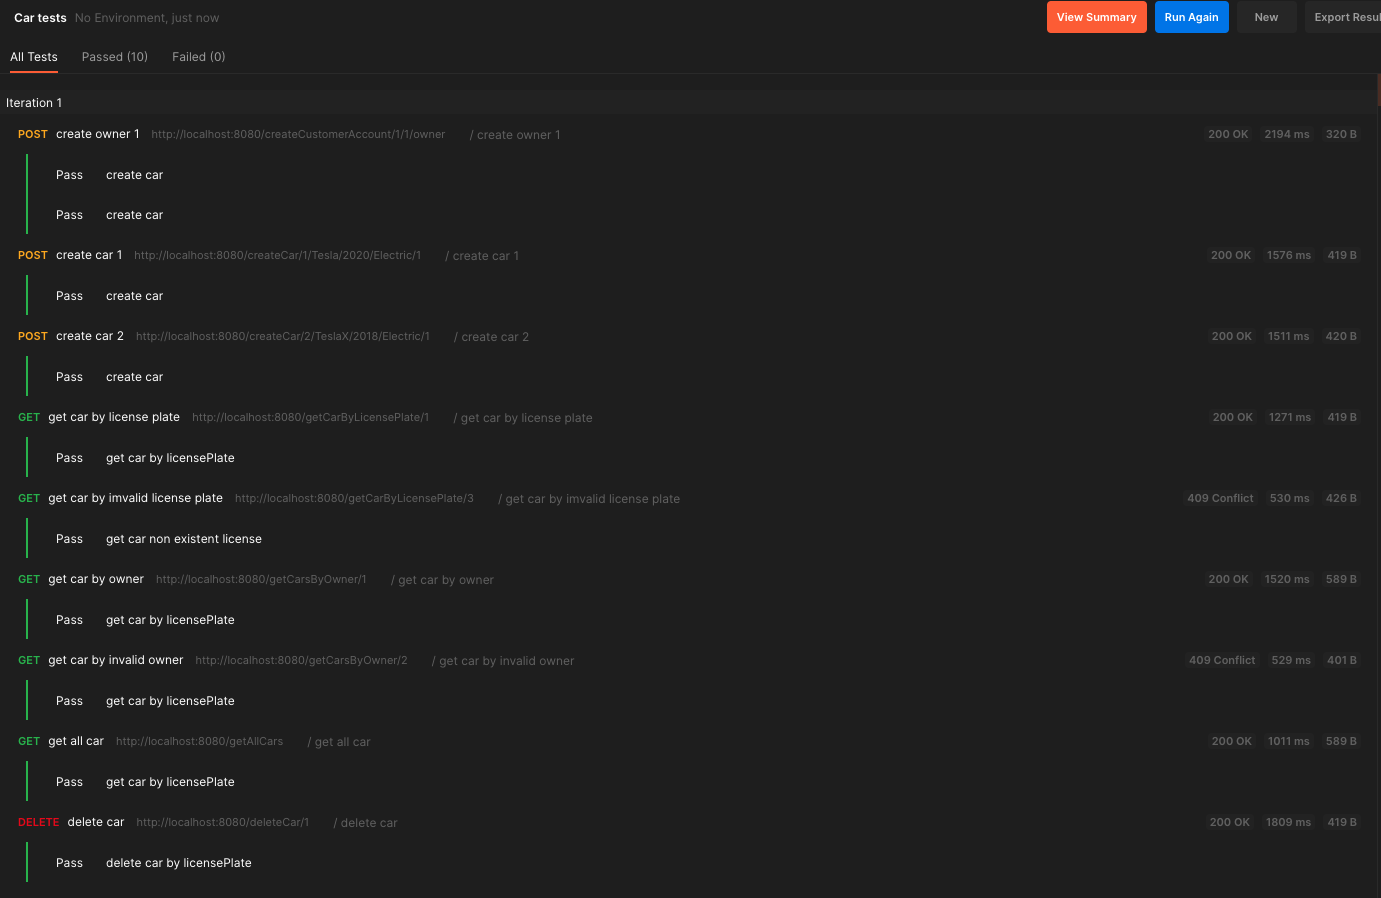 Car tests No Environment, just now View Summary Run Again New Export Resul
All Tests Passed (10) Failed (0)
Iteration 1
POST create owner 1 http://localhost:8080/createCustomerAccount/1/1/owner / create owner 1 200 OK 2194 ms 320 B
Pass create car
Pass create car
POST create car 1 http://localhost:8080/createCar/1/Tesla/2020/Electric/1 / create car 1 200 OK 1576 ms 419 B
Pass create car
POST create car 2 http://localhost:8080/createCar/2/TeslaX/2018/Electric/1 / create car 2 200 OK 1511 ms 420 B
Pass create car
GET get car by license plate http://localhost:8080/getCarByLicensePlate/1 / get car by license plate 200 OK 1271 ms 419 B
Pass get car by licensePlate
GET get car by imvalid license plate http://localhost:8080/getCarByLicensePlate/3 / get car by imvalid license plate 409 Conflict 530 ms 426 B
Pass get car non existent license
GET get car by owner http://localhost:8080/getCarsByOwner/1 / get car by owner 200 OK 1520 ms 589 B
Pass get car by licensePlate
GET get car by invalid owner http://localhost:8080/getCarsByOwner/2 / get car by invalid owner 409 Conflict 529 ms 401 B
Pass get car by licensePlate
GET get all car http://localhost:8080/getAllCars / get all car 200 OK 1011 ms 589 B
Pass get car by licensePlate
DELETE delete car http://localhost:8080/deleteCar/1 / delete car 200 OK 1809 ms 419 B
Pass delete car by licensePlate